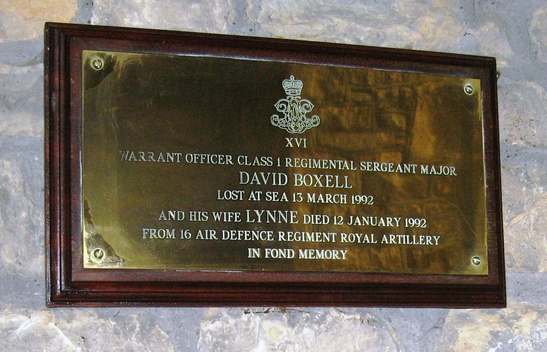 XVI
WARRANT OFFICER CLASS 1 REGIMENTAL SERGEANT MAJOR
DAVID BOXELL
LOST AT SEA 13 MARCH 1992
AND HIS WIFE LYNNE DIED 12 JANUARY 1992
FROM 16 AIR DEFENCE REGIMENT ROYAL ARTILLERY
IN FOND MEMORY